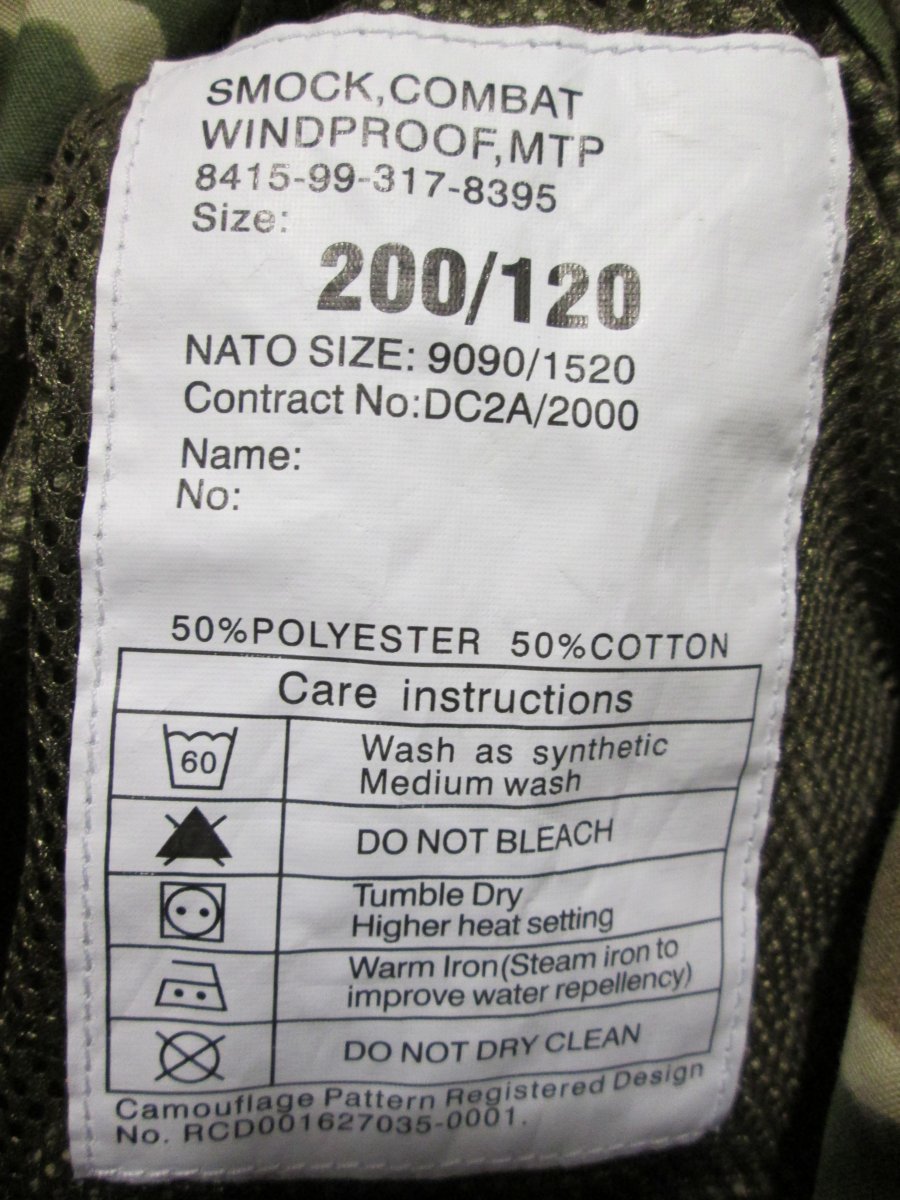 SMOCK,COMBAT
WINDPROOF,MTP
8415-99-317-8395
Size:
200/120
NATO SIZE: 9090/1520
Contract No:DC2A/2000
Name:
No:
50%POLYESTER 50%COTTON
Care instructions
60
Wash as synthetic
Medium wash
DO NOT BLEACH
Tumble Dry
Higher heat setting
Warm Iron(Steam iron to
improve water repellency)
DO NOT DRY CLEAN
Camouflage Pattern Registered Design
No. RCD001627035-0001.